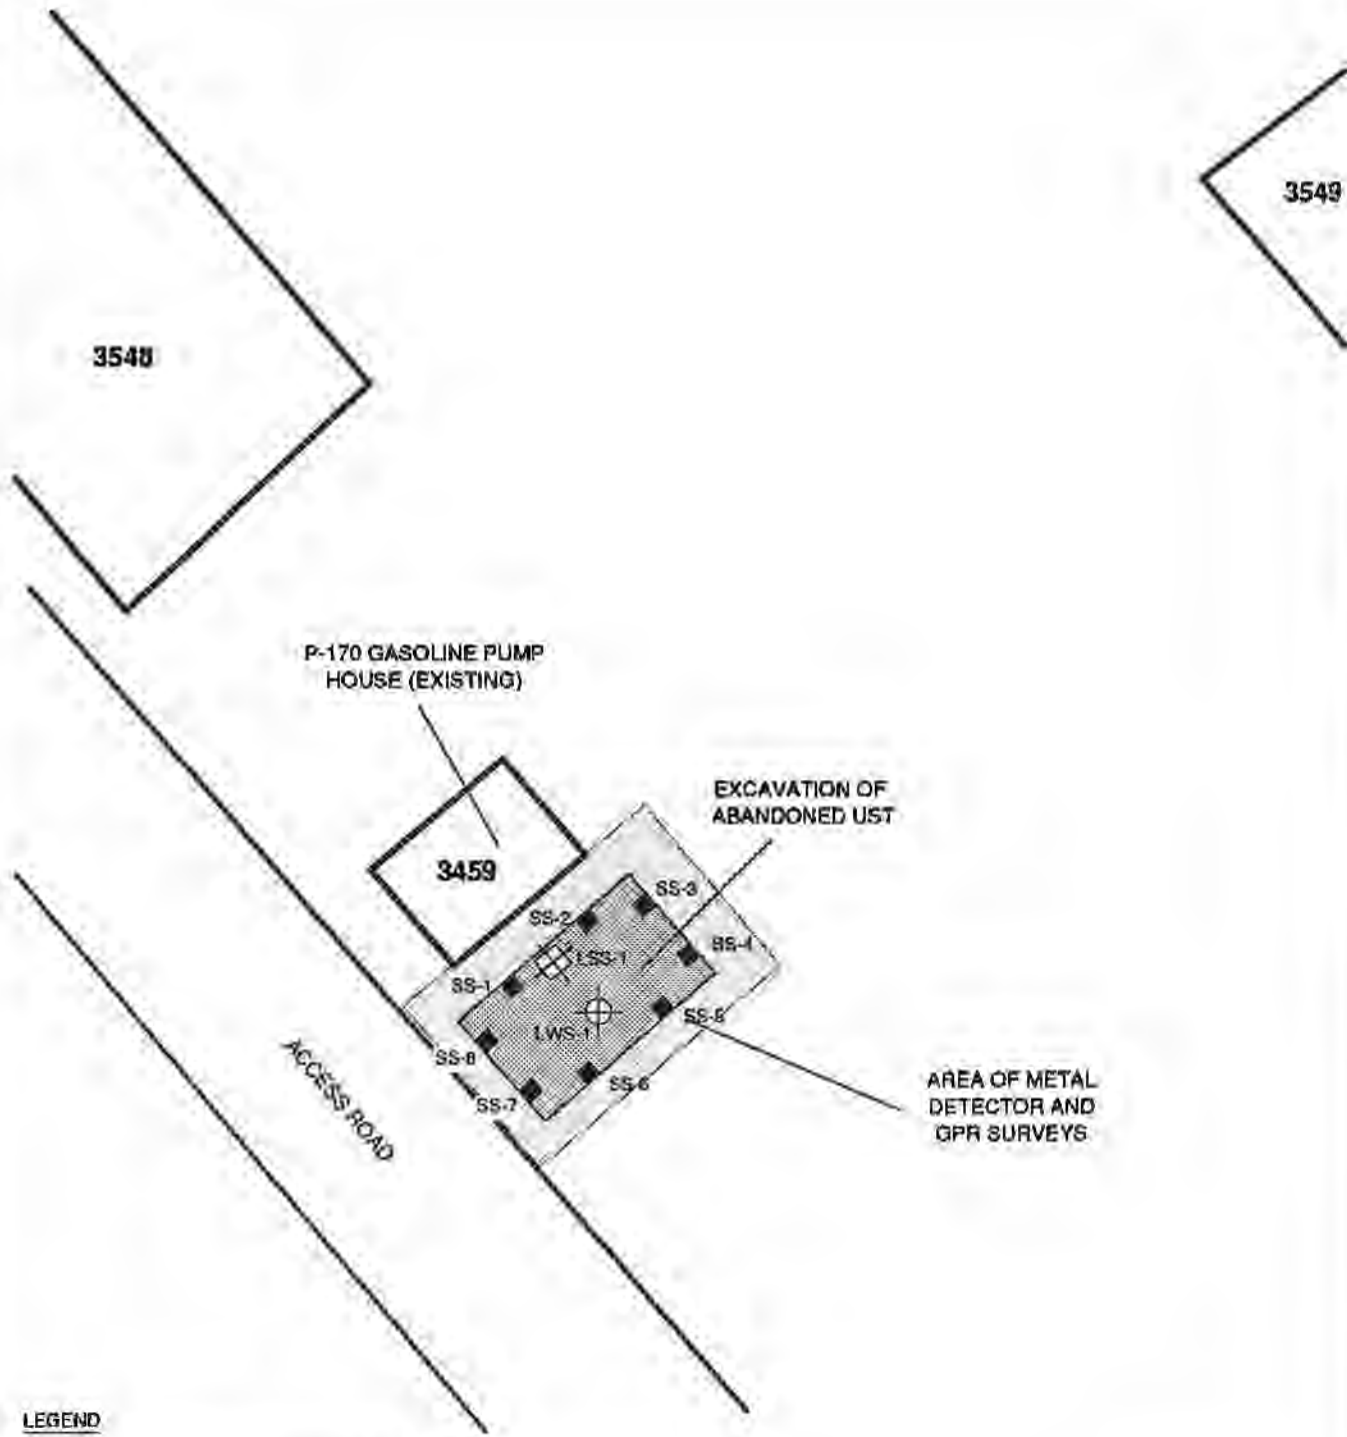 3549
3548
P-170 GASOLINE PUMP
HOUSE (EXISTING)
EXCAVATION OF
ABANDONED UST
3459
SS-3
SS-2
SS-4
LSS-1
SS-1
SS-5
LWS-1
SS-8
SS-6
SS-7
ACCESS ROAD
AREA OF METAL
DETECTOR AND
GPR SURVEYS
LEGEND